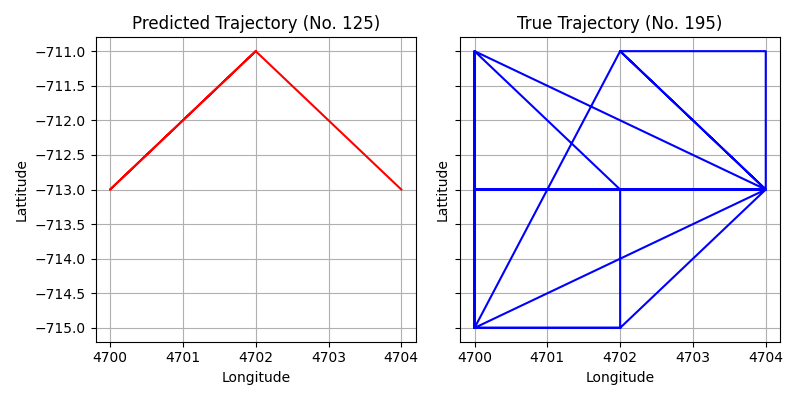 Predicted Trajectory (No. 125)
True Trajectory (No. 195)
−711.0
−711.5
−712.0
−712.5
−713.0
−713.5
−714.0
−714.5
−715.0
Lattitude
Lattitude
4700 4701 4702 4703 4704
4700 4701 4702 4703 4704
Longitude
Longitude